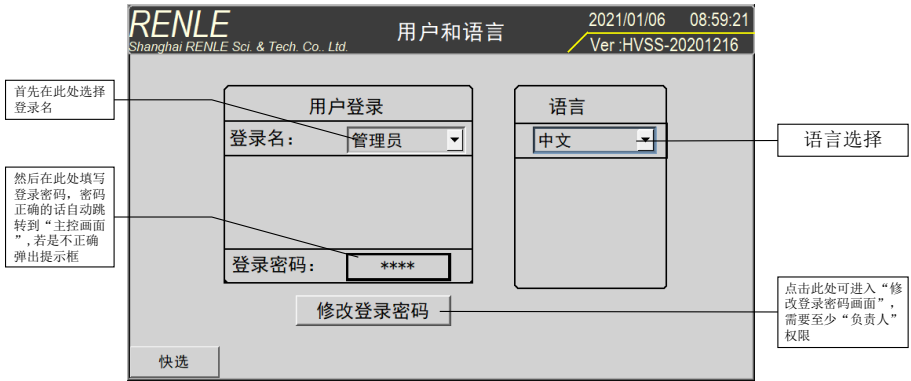 RENLE
Shanghai RENLE Sci. & Tech. Co.. Ltd.
用户和语言
2021/01/06 08:59:21
Ver :HVSS-20201216
首先在此处选择
登录名
用户登录
登录名：
管理员
语言
中文
语言选择
然后在此处填写
登录密码，密码
正确的话自动跳
转到“主控画面
”,若是不正确
弹出提示框
登录密码：
****
修改登录密码
点击此处可进入“修
改登录密码画面”，
需要至少“负责人”
权限
快选